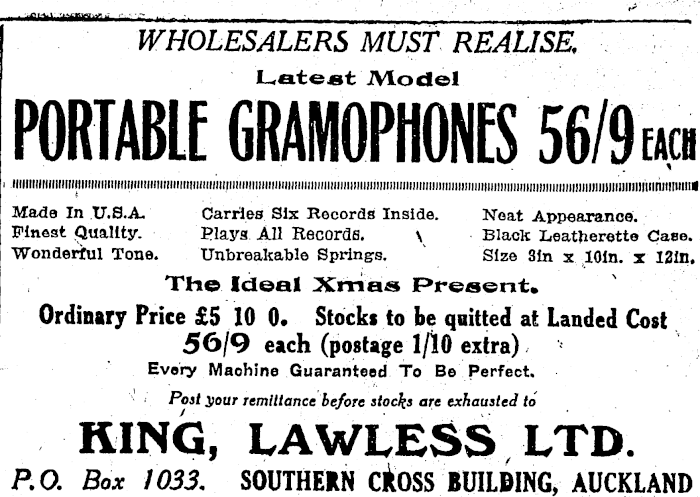 WHOLESALERS MUST REALISE.
Latest Model
PORTABLE GRAMOPHONES 56/9 EACH
Made In U.S.A. Carries Six Records Inside. Neat Appearance.
Finest Quality. Plays All Records. Black Leatherette Case.
Wonderful Tone. Unbreakable Springs. Size 3in x 10in. x 12in.
The Ideal Xmas Present.
Ordinary Price £5 10 0. Stocks to be quitted at Landed Cost
56/9 each (postage 1/10 extra)
Every Machine Guaranteed To Be Perfect.
Post your remittance before stocks are exhausted to
KING, LAWLESS LTD.
P.O. Box 1033. SOUTHERN CROSS BUILDING, AUCKLAND